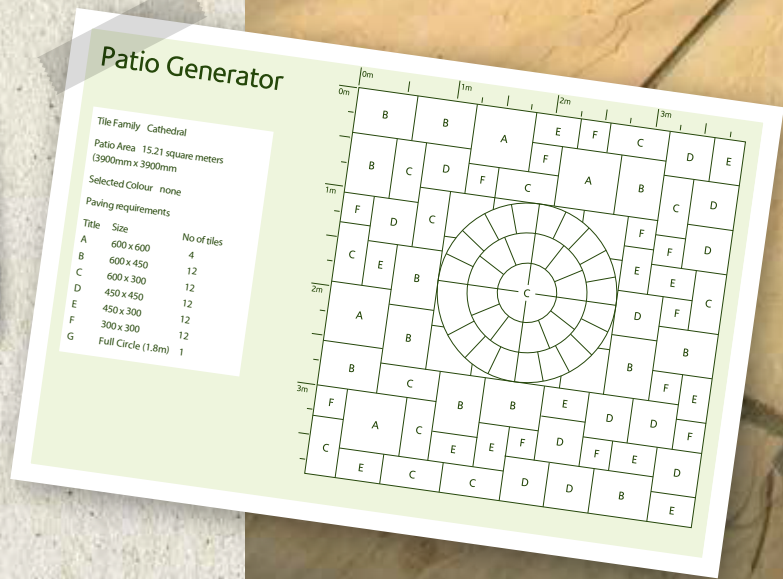 Patio Generator
Tile Family Cathedral
Patio Area 15.21 square meters
(3900mm x 3900mm
Selected Colour none
Paving requirements
Title Size No of tiles
A 600 x 600 4
B 600 x 450 12
C 600 x 300 12
D 450 x 450 12
E 450 x 300 12
F 300 x 300 12
G Full Circle (1.8m) 1
0m 1m 2m 3m
0m
1m
2m
3m
B B A E F C D E
B C D F C F A B C D
F D C F F D
C E B C E E C
A B D F B
B C B F E
F A C B B E D D F
C E E F D F E D
E C C D D B E